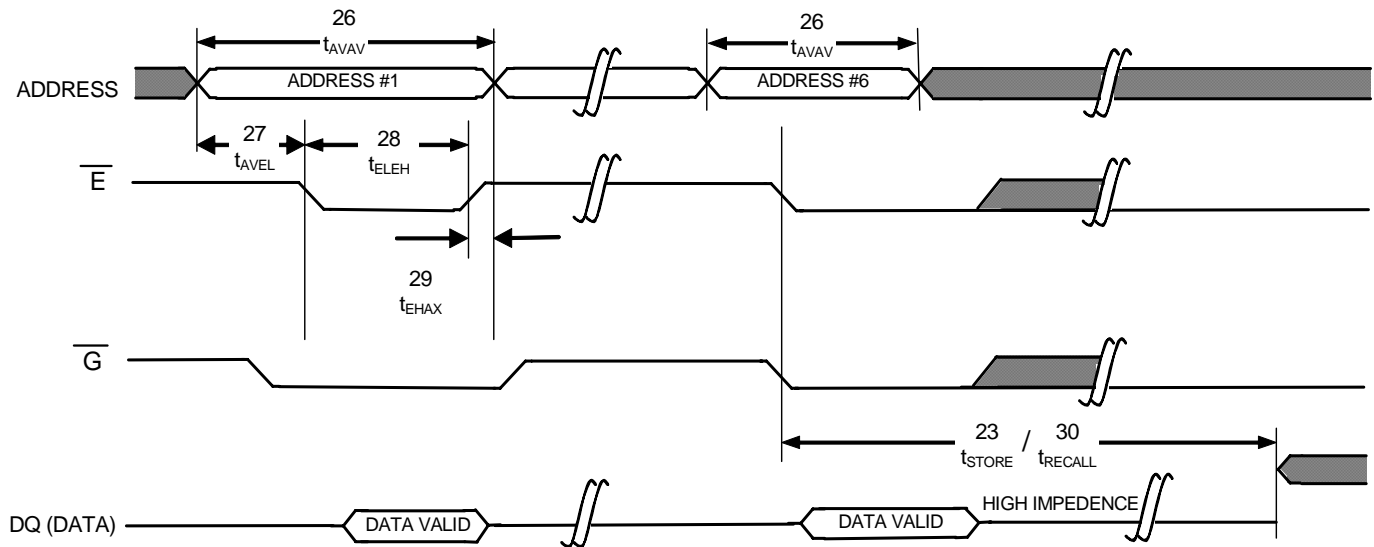 26
tAVAV
26
tAVAV
ADDRESS
ADDRESS #1
ADDRESS #6
27
tAVEL
28
tELEH
E
29
tEHAX
G
23 / 30
tSTORE tRECALL
HIGH IMPEDENCE
DQ (DATA)
DATA VALID
DATA VALID